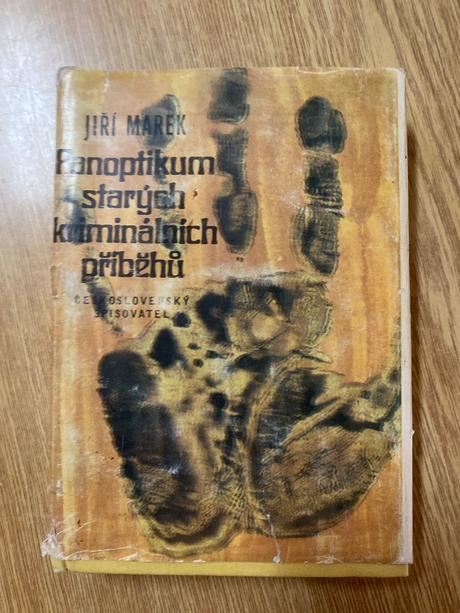 JIŘÍ MAREK
Panoptikum
starých
kriminálních
příběhů
ČESKOSLOVENSKÝ
SPISOVATEL